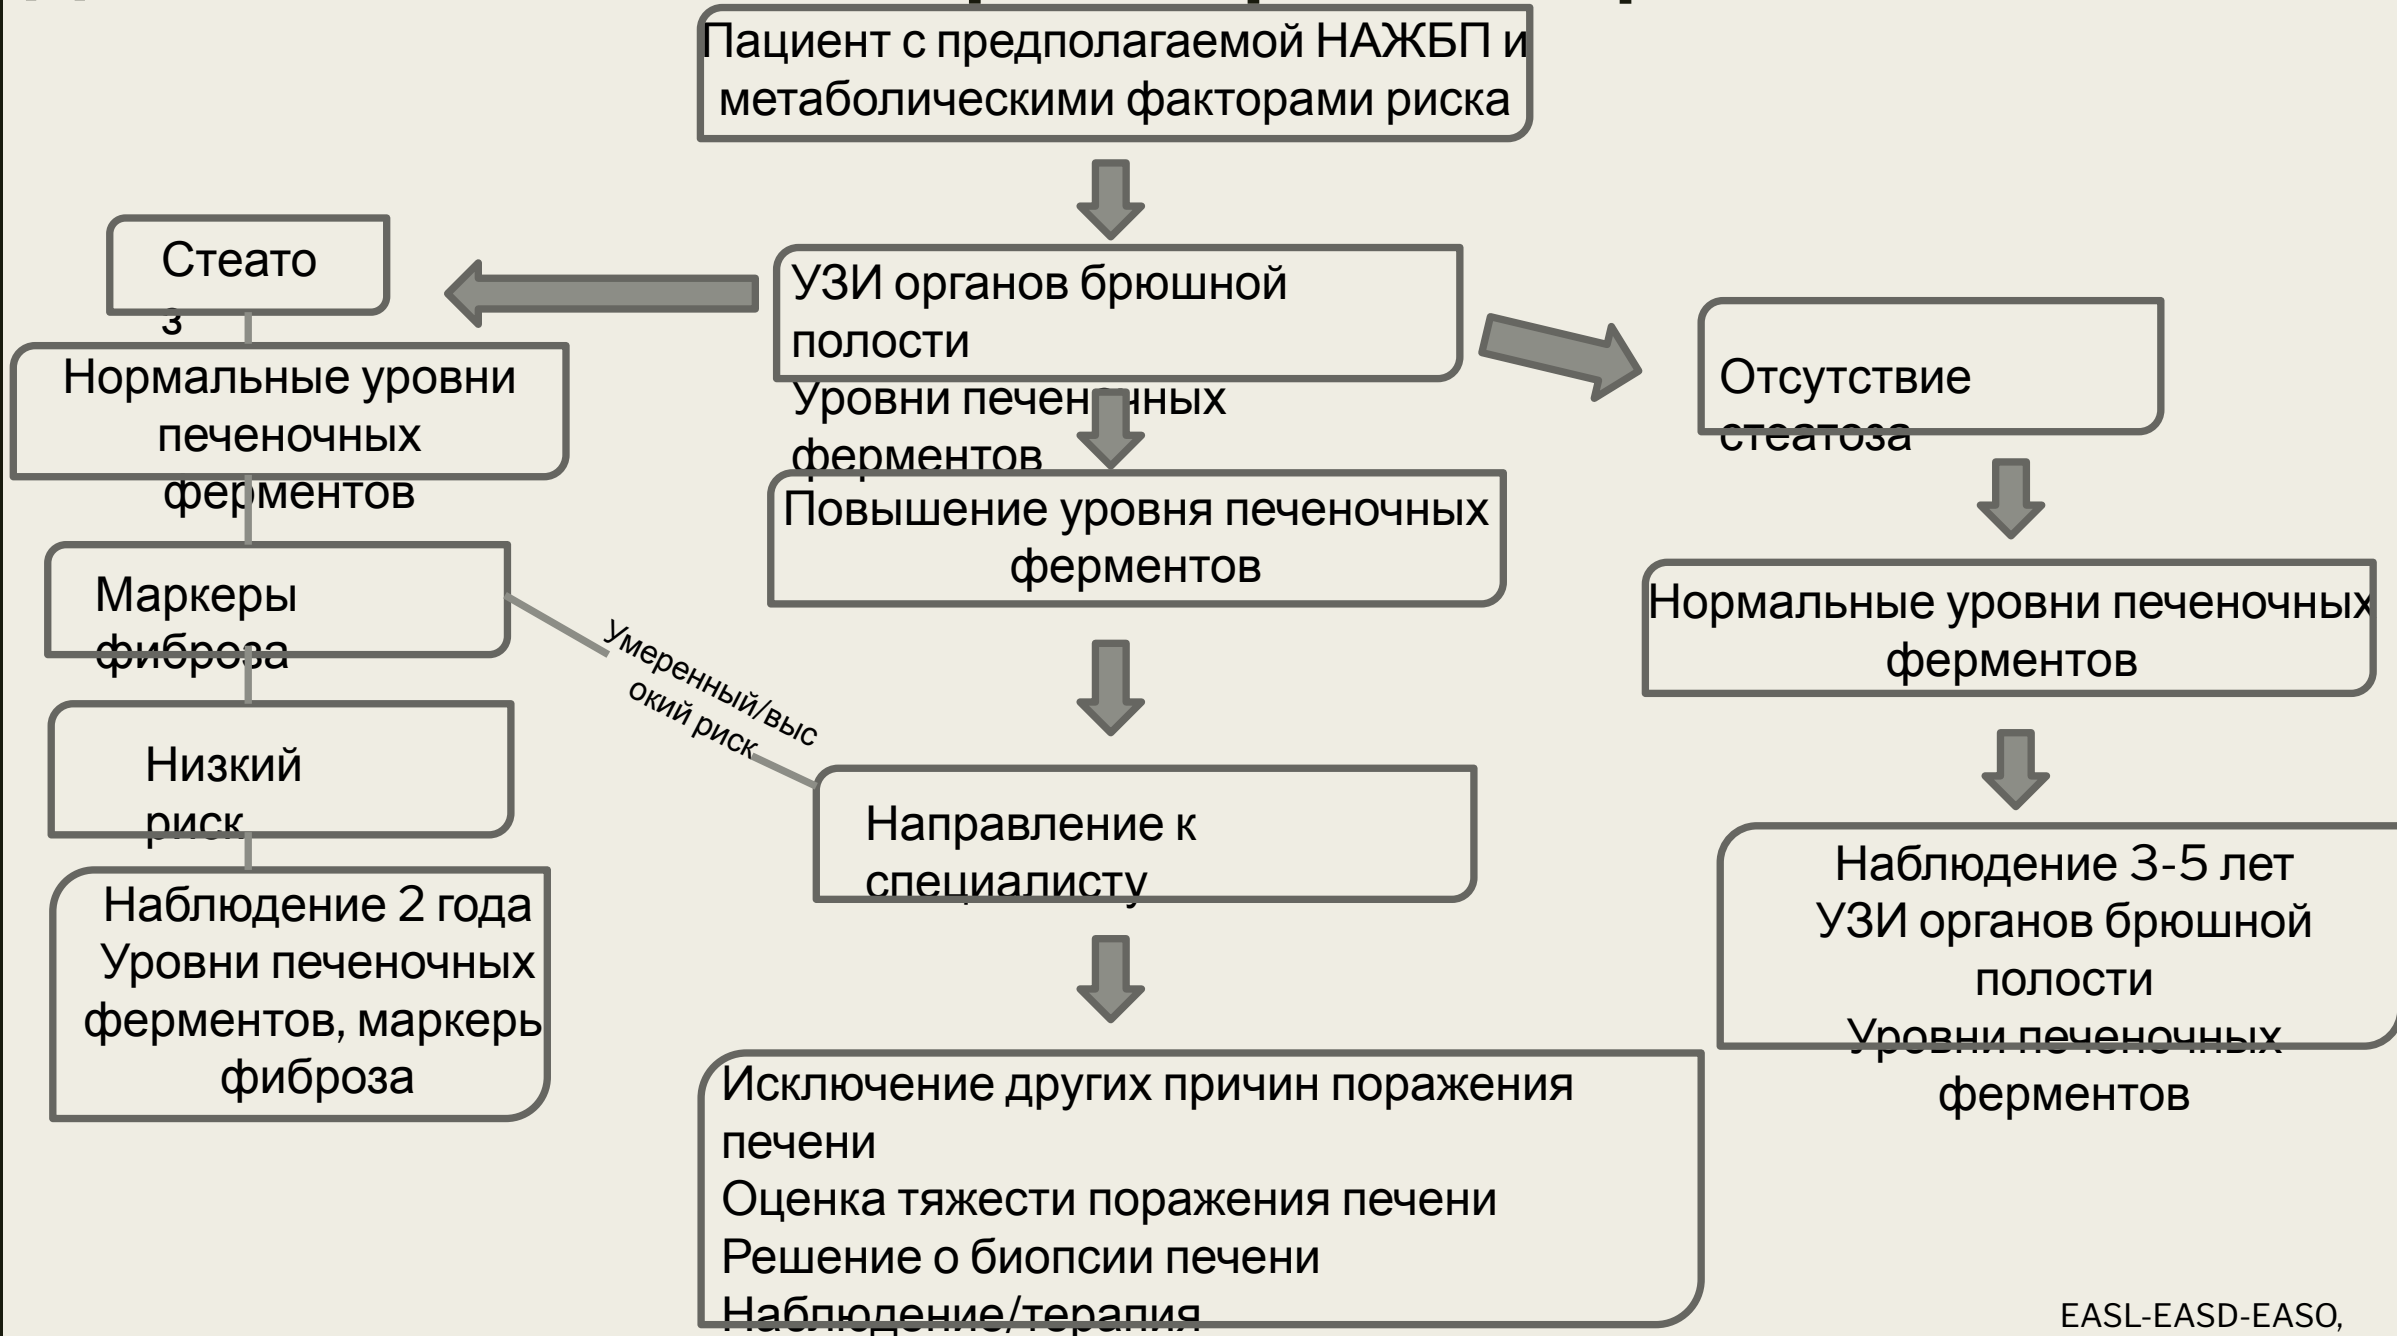 Пациент с предполагаемой НАЖБП и
метаболическими факторами риска
Стеато
з
УЗИ органов брюшной
полости
Уровни печеночных
ферментов
Отсутствие
стеатоза
Нормальные уровни
печеночных
ферментов
Повышение уровня печеночных
ферментов
Маркеры
фиброза
Умеренный/выс
окий риск
Нормальные уровни печеночных
ферментов
Низкий
риск
Направление к
специалисту
Наблюдение 2 года
Уровни печеночных
ферментов, маркеры
фиброза
Наблюдение 3-5 лет
УЗИ органов брюшной
полости
Уровни печеночных
ферментов
Исключение других причин поражения
печени
Оценка тяжести поражения печени
Решение о биопсии печени
Наблюдение/терапия
EASL-EASD-EASO,